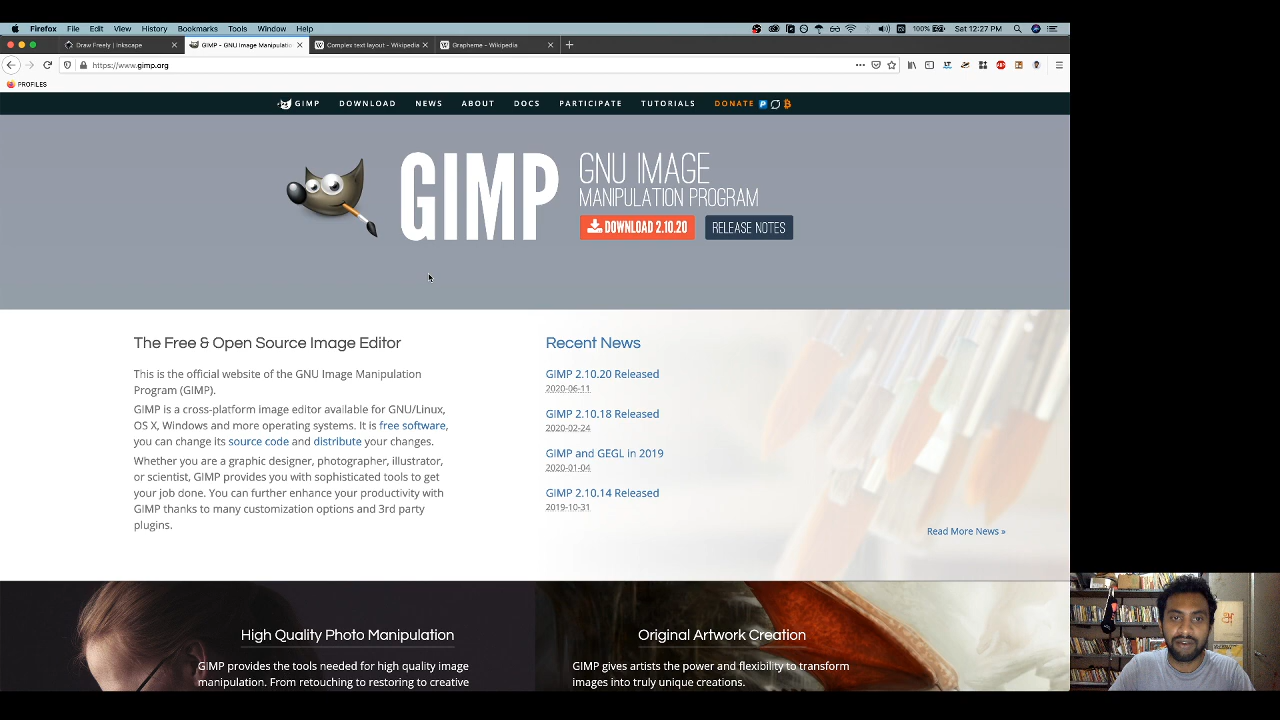 Firefox File Edit View History Bookmarks Tools Window Help 100% Sat 12:27 PM
Draw Freely | Inkscape GIMP - GNU Image Manipulatio Complex text layout - Wikipedia Grapheme - Wikipedia
https://www.gimp.org
PROFILES
GIMP DOWNLOAD NEWS ABOUT DOCS PARTICIPATE TUTORIALS DONATE
GIMP
GNU IMAGE
MANIPULATION PROGRAM
DOWNLOAD 2.10.20 RELEASE NOTES
The Free & Open Source Image Editor
This is the official website of the GNU Image Manipulation
Program (GIMP).
GIMP is a cross-platform image editor available for GNU/Linux,
OS X, Windows and more operating systems. It is free software,
you can change its source code and distribute your changes.
Whether you are a graphic designer, photographer, illustrator,
or scientist, GIMP provides you with sophisticated tools to get
your job done. You can further enhance your productivity with
GIMP thanks to many customization options and 3rd party
plugins.
Recent News
GIMP 2.10.20 Released
2020-06-11
GIMP 2.10.18 Released
2020-02-24
GIMP and GEGL in 2019
2020-01-04
GIMP 2.10.14 Released
2019-10-31
Read More News »
High Quality Photo Manipulation
GIMP provides the tools needed for high quality image
manipulation. From retouching to restoring to creative
Original Artwork Creation
GIMP gives artists the power and flexibility to transform
images into truly unique creations.